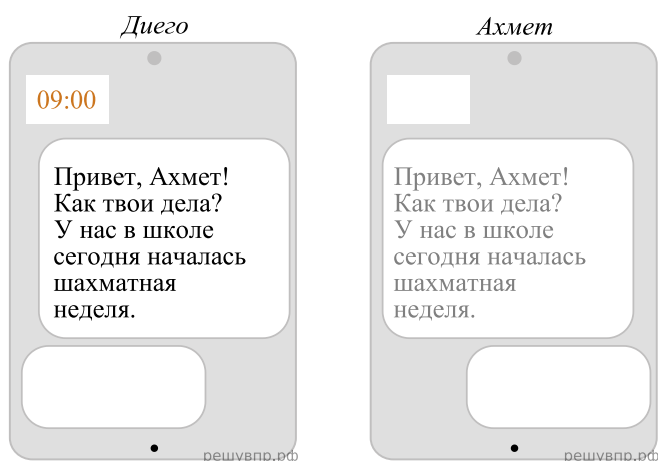 Диего
Ахмет
09:00
Привет, Ахмет!
Как твои дела?
У нас в школе
сегодня началась
шахматная
неделя.
Привет, Ахмет!
Как твои дела?
У нас в школе
сегодня началась
шахматная
неделя.
решувпр.рф
решувпр.рф